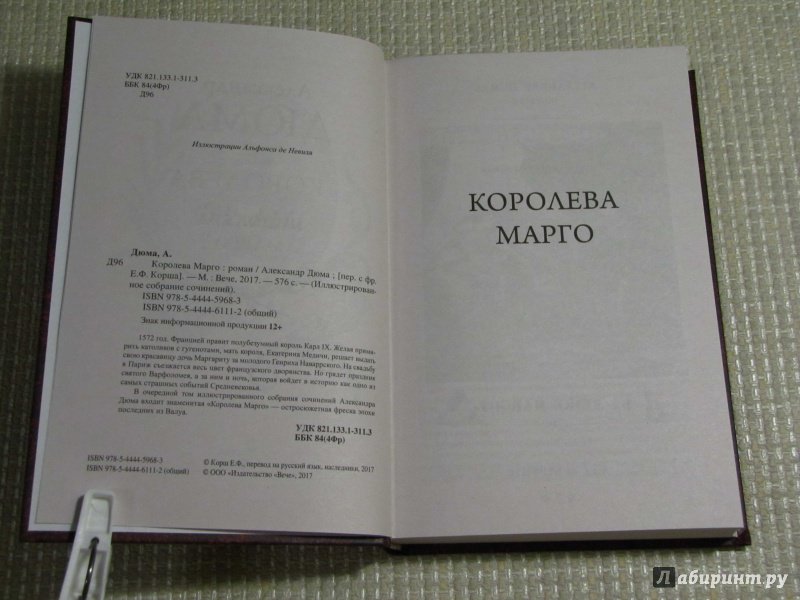 УДК 821.133.1-311.3
ББК 84(4Фр)
Д96
Иллюстрации Альфонса де Невиля
Дюма, А.
Д96 Королева Марго : роман / Александр Дюма ; [пер. с фр.
Е.Ф. Корша]. — М. : Вече, 2017. — 576 с. — (Иллюстрирован-
ное собрание сочинений).
ISBN 978-5-4444-5968-3
ISBN 978-5-4444-6111-2 (общий)
Знак информационной продукции 12+
1572 год. Францией правит полубезумный король Карл IX. Желая прими-
рить католиков с гугенотами, мать короля, Екатерина Медичи, решает выдать
свою красавицу дочь Маргариту за молодого Генриха Наваррского. На свадьбу
в Париж съезжается весь цвет французского дворянства. Но грядет праздник
святого Варфоломея, а за ним и ночь, которая войдет в историю как одно из
самых страшных событий Средневековья.
В очередной том иллюстрированного собрания сочинений Александра
Дюма входит знаменитая «Королева Марго» — остросюжетная фреска эпохи
последних из Валуа.
УДК 821.133.1-311.3
ББК 84(4Фр)
ISBN 978-5-4444-5968-3
ISBN 978-5-4444-6111-2 (общий)
© Корш Е.Ф., перевод на русский язык, наследники, 2017
© ООО «Издательство «Вече», 2017
КОРОЛЕВА
МАРГО
Лабиринт.ру